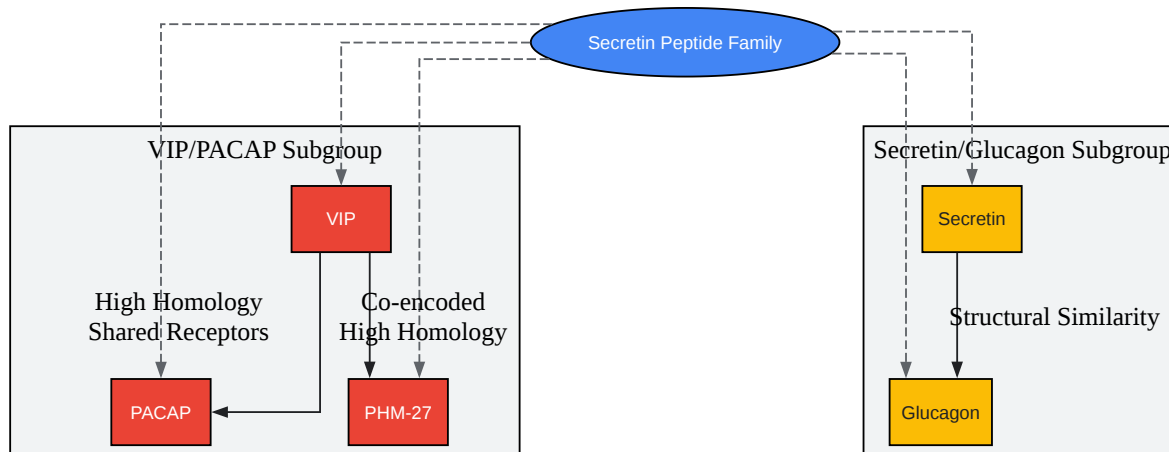 Secretin Peptide Family
VIP/PACAP Subgroup
Secretin/Glucagon Subgroup
VIP
Secretin
High Homology
Shared Receptors
Co-encoded
High Homology
Structural Similarity
PACAP
PHM-27
Glucagon